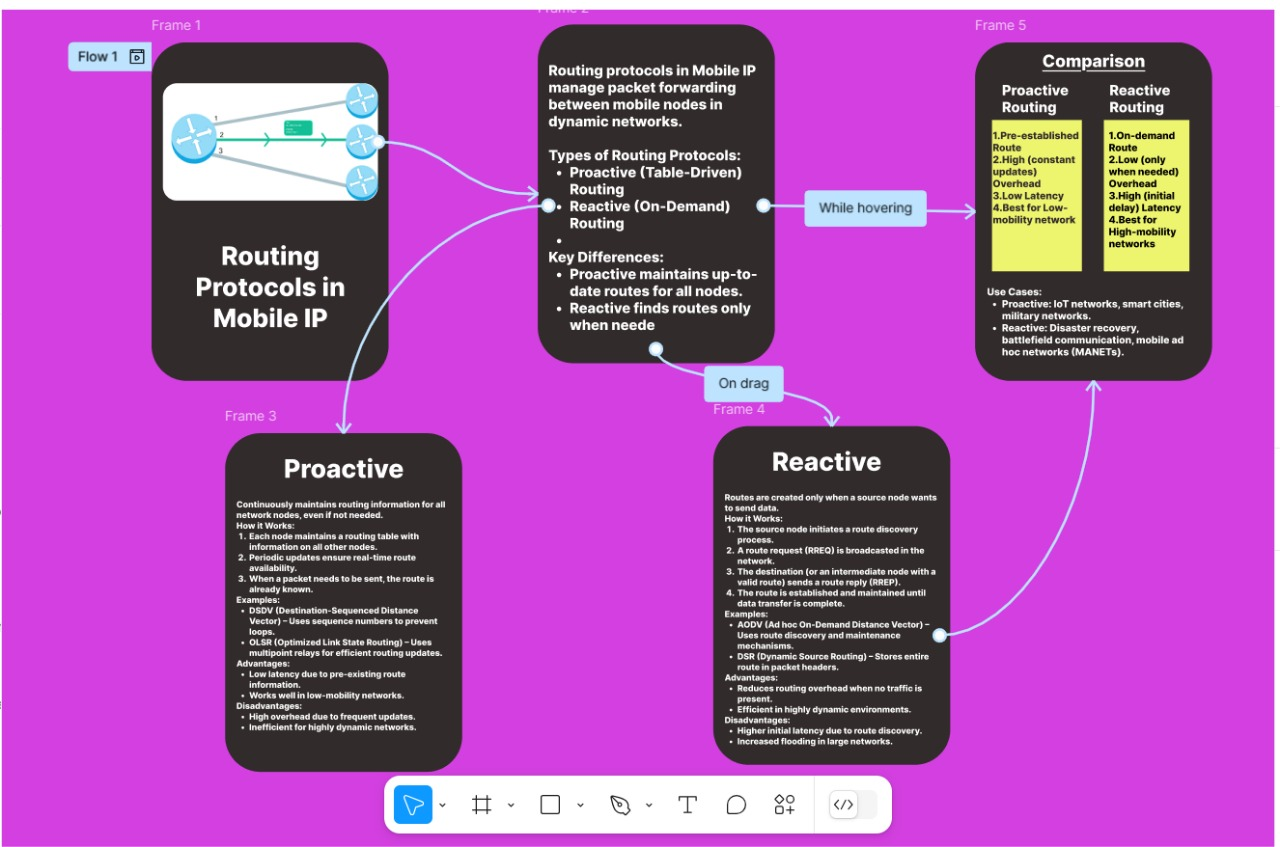 Frame 1
Flow 1
1
2
3
Routing
Protocols in
Mobile IP
Frame 2
Routing protocols in Mobile IP
manage packet forwarding
between mobile nodes in
dynamic networks.
Types of Routing Protocols:
• Proactive (Table-Driven)
Routing
• Reactive (On-Demand)
Routing
•
Key Differences:
• Proactive maintains up-to-
date routes for all nodes.
• Reactive finds routes only
when neede
While hovering
On drag
Frame 5
Comparison
Proactive
Routing
1.Pre-established
Route
2.High (constant
updates)
Overhead
3.Low Latency
4.Best for Low-
mobility network
Reactive
Routing
1.On-demand
Route
2.Low (only
when needed)
Overhead
3.High (initial
delay) Latency
4.Best for
High-mobility
networks
Use Cases:
• Proactive: IoT networks, smart cities,
military networks.
• Reactive: Disaster recovery,
battlefield communication, mobile ad
hoc networks (MANETs).
Frame 3
Proactive
Continuously maintains routing information for all
network nodes, even if not needed.
How it Works:
1. Each node maintains a routing table with
information on all other nodes.
2. Periodic updates ensure real-time route
availability.
3. When a packet needs to be sent, the route is
already known.
Examples:
• DSDV (Destination-Sequenced Distance
Vector) – Uses sequence numbers to prevent
loops.
• OLSR (Optimized Link State Routing) – Uses
multipoint relays for efficient routing updates.
Advantages:
• Low latency due to pre-existing route
information.
• Works well in low-mobility networks.
Disadvantages:
• High overhead due to frequent updates.
• Inefficient for highly dynamic networks.
Frame 4
Reactive
Routes are created only when a source node wants
to send data.
How it Works:
1. The source node initiates a route discovery
process.
2. A route request (RREQ) is broadcasted in the
network.
3. The destination (or an intermediate node with a
valid route) sends a route reply (RREP).
4. The route is established and maintained until
data transfer is complete.
Examples:
• AODV (Ad hoc On-Demand Distance Vector) –
Uses route discovery and maintenance
mechanisms.
• DSR (Dynamic Source Routing) – Stores entire
route in packet headers.
Advantages:
• Reduces routing overhead when no traffic is
present.
• Efficient in highly dynamic environments.
Disadvantages:
• Higher initial latency due to route discovery.
• Increased flooding in large networks.